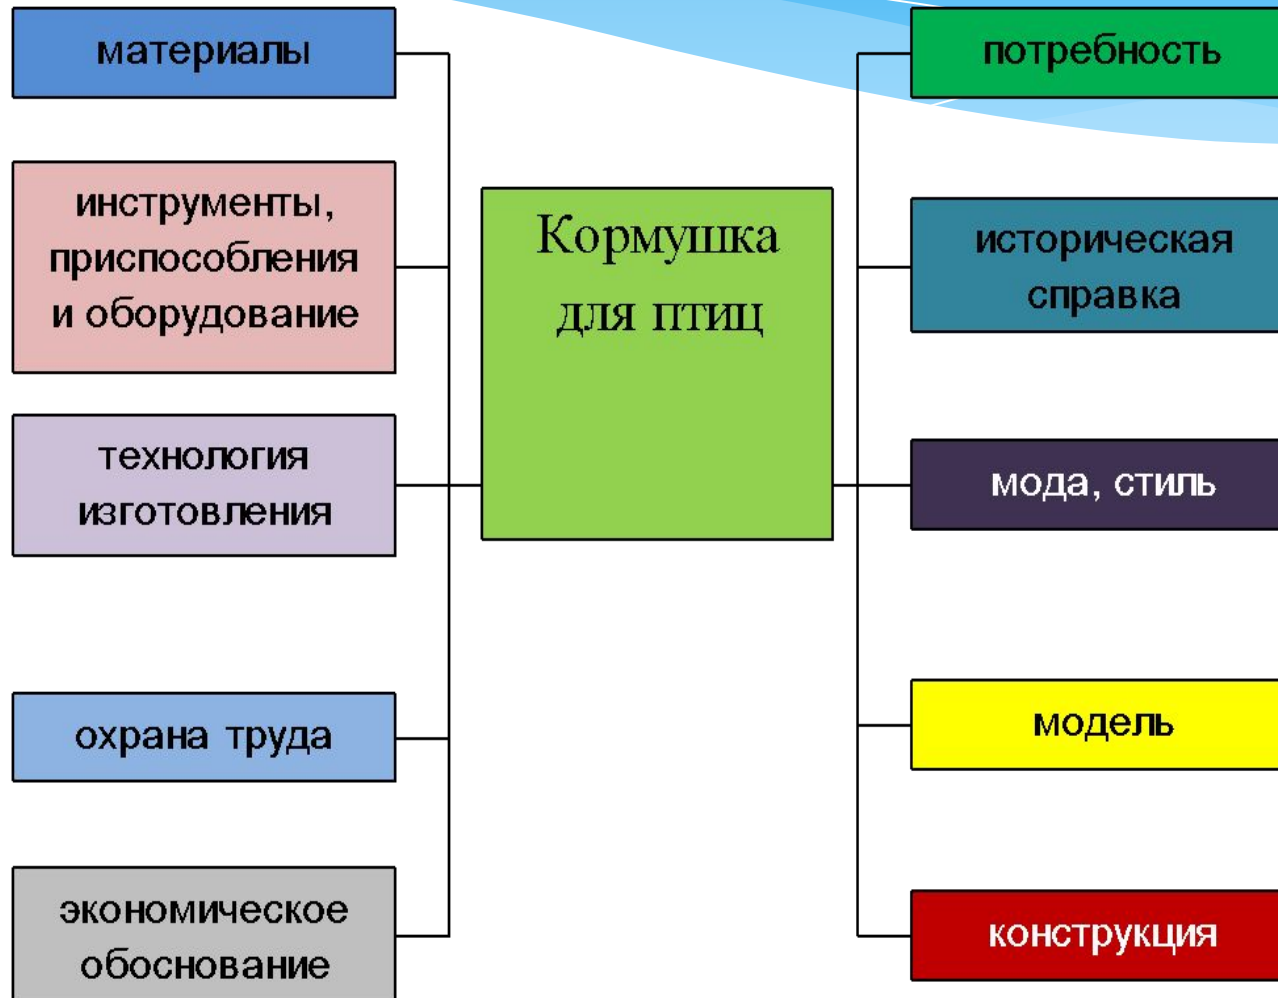 материалы
инструменты,
приспособления
и оборудование
технология
изготовления
охрана труда
экономическое
обоснование
Кормушка
для птиц
потребность
историческая
справка
мода, стиль
модель
конструкция